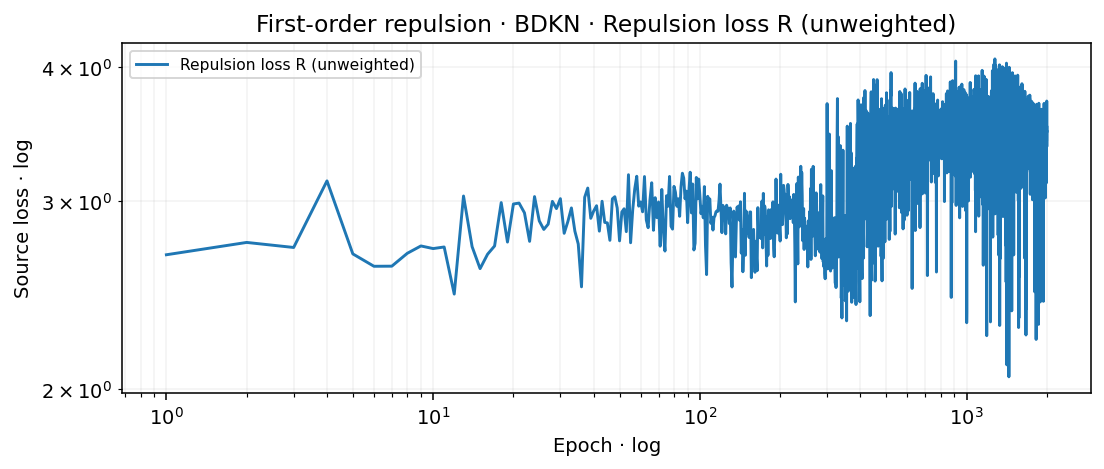 First-order repulsion · BDKN · Repulsion loss R (unweighted)
Repulsion loss R (unweighted)
4 × 10⁰
3 × 10⁰
2 × 10⁰
Source loss · log
10⁰ 10¹ 10² 10³
Epoch · log